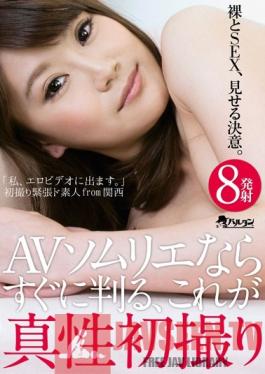 裸とSEX、見せる決意。
「私、エロビデオに出ます。」
初撮り緊張ド素人from関西
8発射
AVソムリエなら
すぐに判る、これが
真性初撮り
FREE JAV LIBRARY